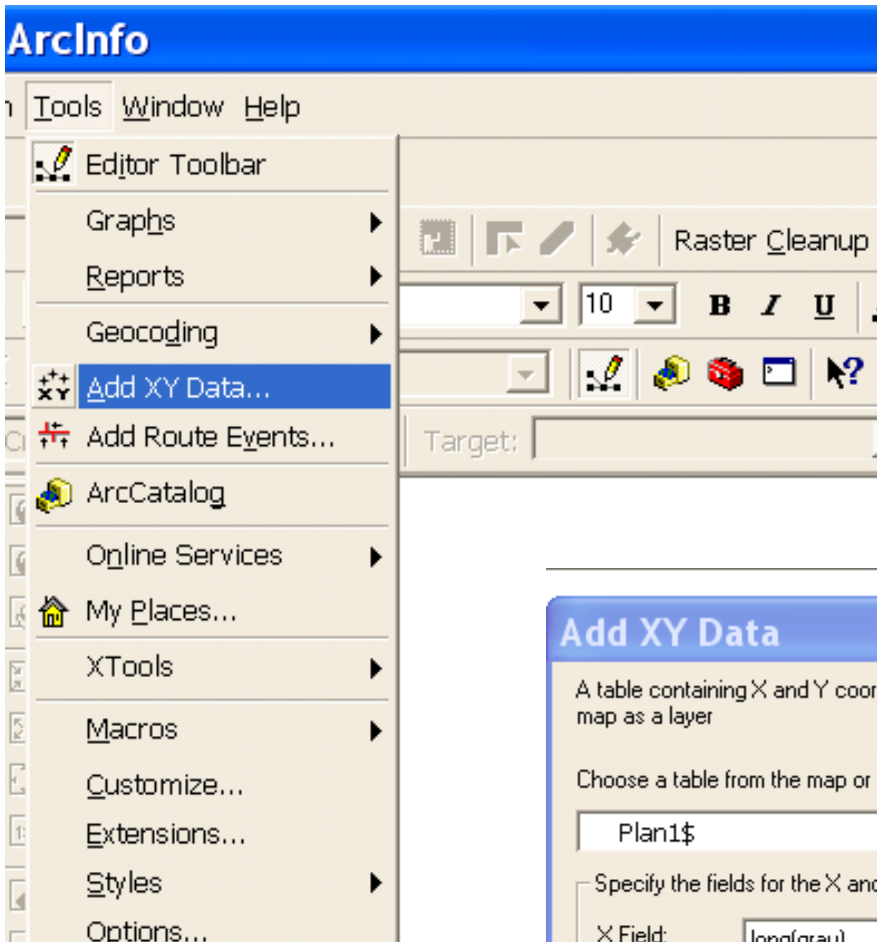 ArcInfo
Tools Window Help
Editor Toolbar
Graphs
Reports
Raster Cleanup
Geocoding
10 B I U
Add XY Data...
Add Route Events...
Target:
ArcCatalog
Online Services
My Places...
XTools
Macros
Customize...
Extensions...
Styles
Options...
Add XY Data
A table containing X and Y coor
map as a layer
Choose a table from the map or
Plan1$
Specify the fields for the X and
X Field: long(grau)